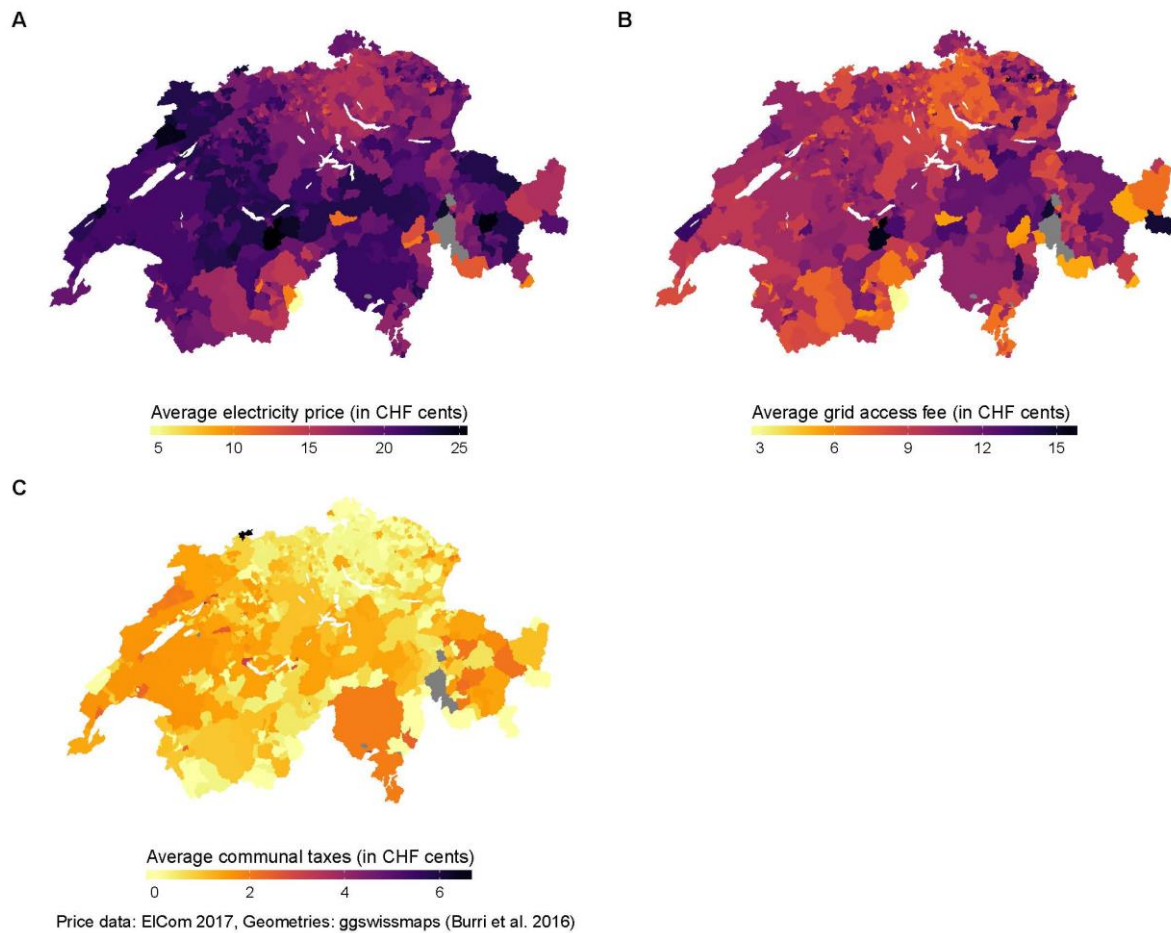 A
B
Average electricity price (in CHF cents)
5 10 15 20 25
Average grid access fee (in CHF cents)
3 6 9 12 15
C
Average communal taxes (in CHF cents)
0 2 4 6
Price data: ElCom 2017, Geometries: ggswissmaps (Burri et al. 2016)